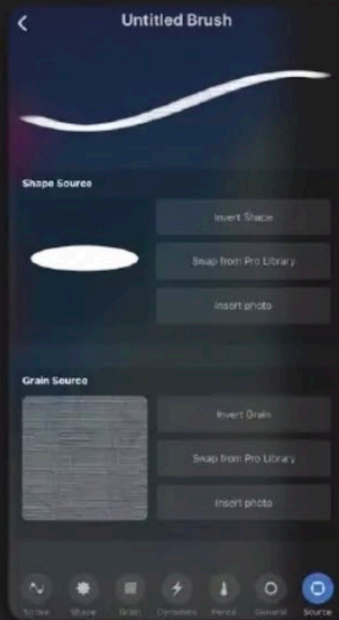 Untitled Brush
Shape Source
Invert Shape
Swap from Pro Library
Insert photo
Grain Source
Invert Grain
Swap from Pro Library
Insert photo
Stroke Shape Grain Dynamics Pencil General Source